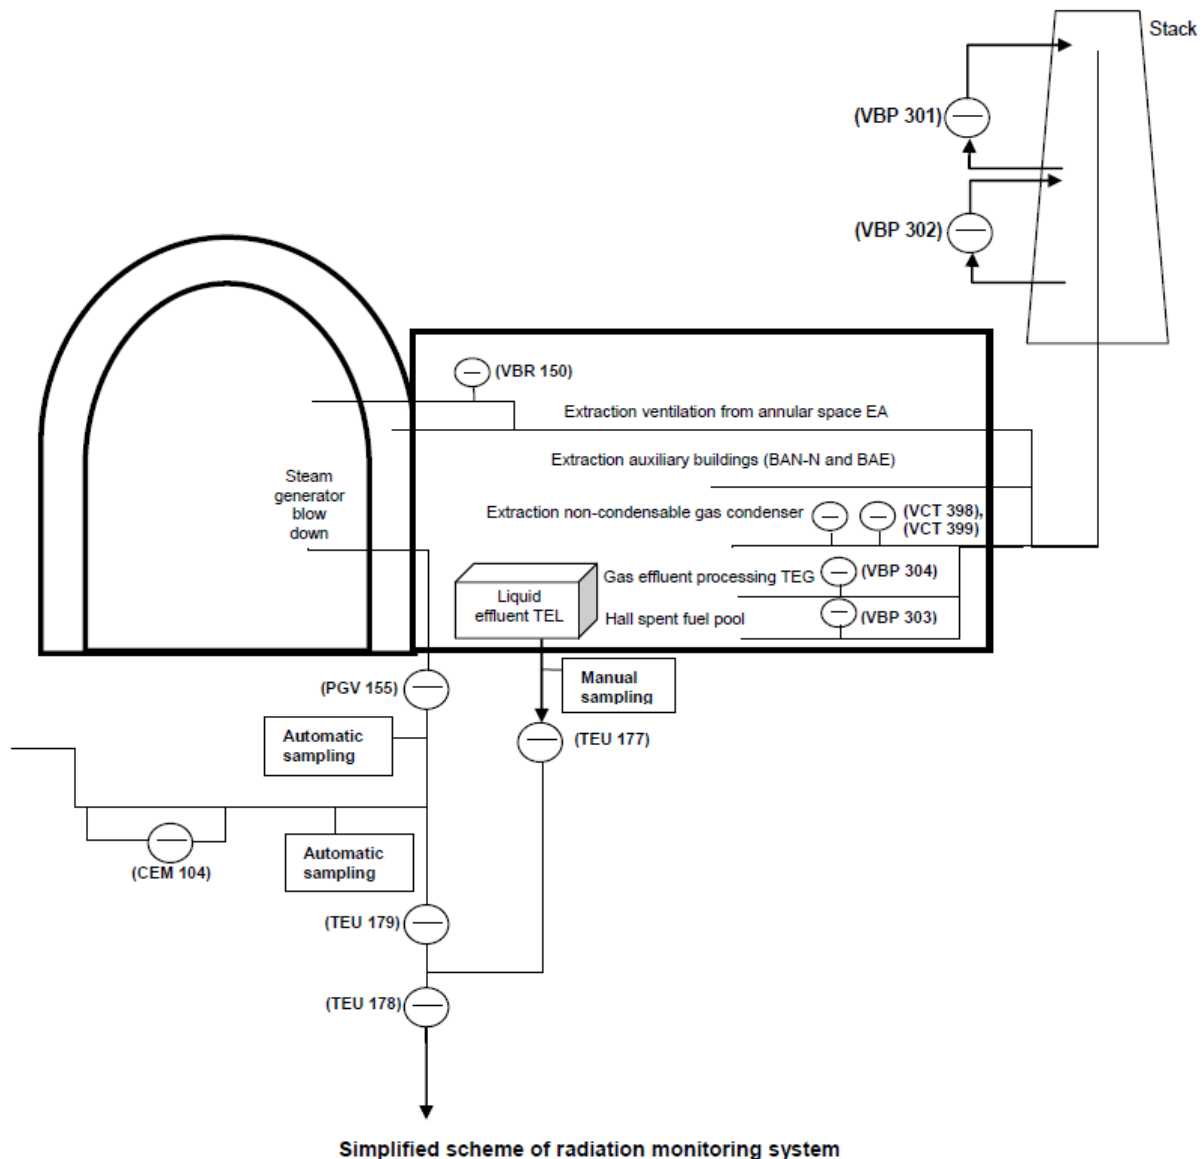 Stack
(VBP 301)
(VBP 302)
(VBR 150)
Extraction ventilation from annular space EA
Extraction auxiliary buildings (BAN-N and BAE)
Steam
generator
blow
down
Extraction non-condensable gas condenser
(VCT 398),
(VCT 399)
Gas effluent processing TEG
(VBP 304)
Liquid
effluent TEL
Hall spent fuel pool
(VBP 303)
(PGV 155)
Manual
sampling
Automatic
sampling
(TEU 177)
Automatic
sampling
(CEM 104)
(TEU 179)
(TEU 178)
Simplified scheme of radiation monitoring system